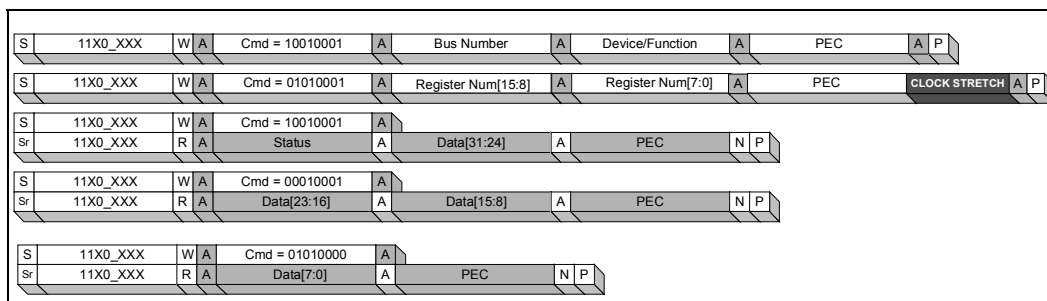 S 11X0_XXX W A Cmd = 10010001 A Bus Number A Device/Function A PEC A P
S 11X0_XXX W A Cmd = 01010001 A Register Num[15:8] A Register Num[7:0] A PEC CLOCK STRETCH A P
S 11X0_XXX W A Cmd = 10010001 A
Sr 11X0_XXX R A Status A Data[31:24] A PEC N P
S 11X0_XXX W A Cmd = 00010001 A
Sr 11X0_XXX R A Data[23:16] A Data[15:8] A PEC N P
S 11X0_XXX W A Cmd = 01010000 A
Sr 11X0_XXX R A Data[7:0] A PEC N P